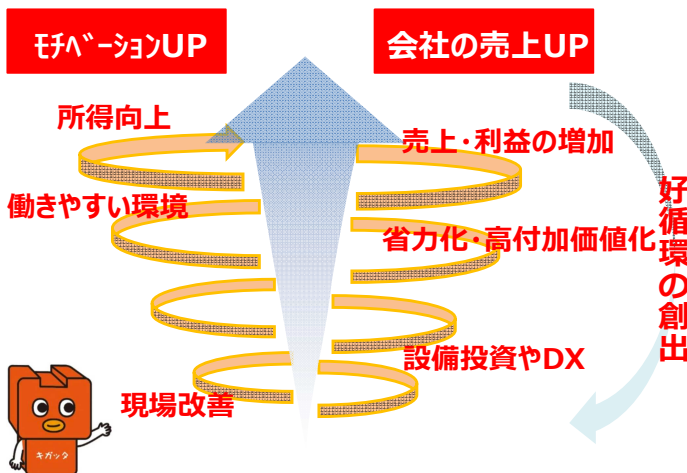 ﾓﾁﾍﾞｰｼｮﾝUP
会社の売上UP
所得向上
売上・利益の増加
働きやすい環境
省力化・高付加価値化
好循環の創出
設備投資やDX
現場改善
キガッタ